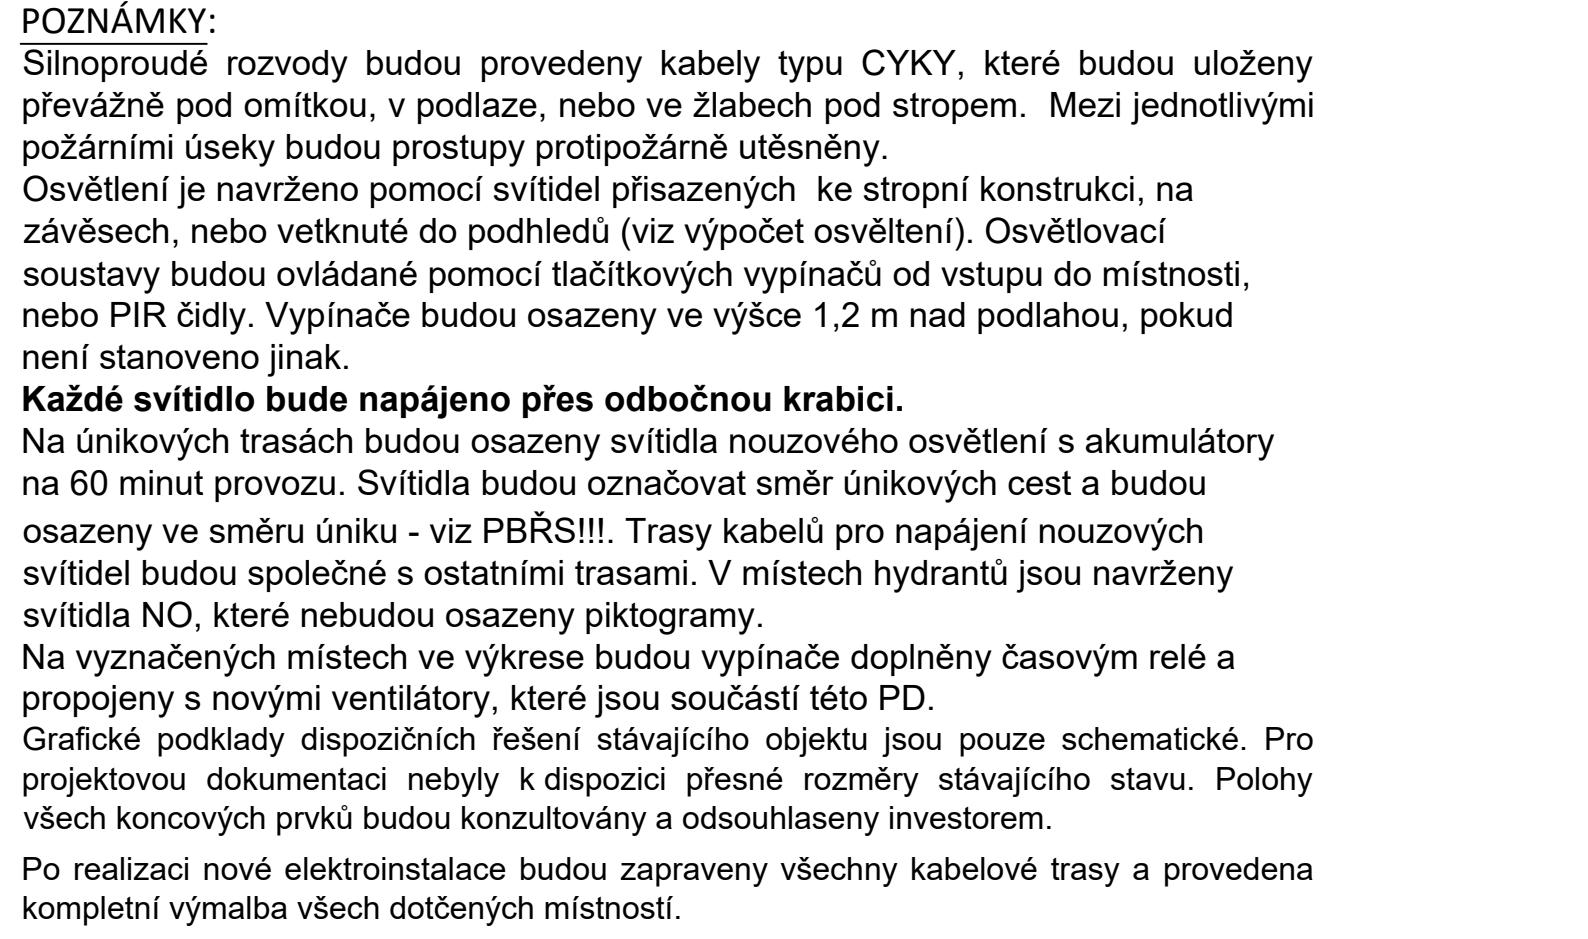 POZNÁMKY:
Silnoproudé rozvody budou provedeny kabely typu CYKY, které budou uloženy
převážně pod omítkou, v podlaze, nebo ve žlabech pod stropem.  Mezi jednotlivými
požárními úseky budou prostupy protipožárně utěsněny.
Osvětlení je navrženo pomocí svítidel přisazených  ke stropní konstrukci, na
závěsech, nebo vetknuté do podhledů (viz výpočet osvěltení). Osvětlovací
soustavy budou ovládané pomocí tlačítkových vypínačů od vstupu do místnosti,
nebo PIR čidly. Vypínače budou osazeny ve výšce 1,2 m nad podlahou, pokud
není stanoveno jinak.
Každé svítidlo bude napájeno přes odbočnou krabici.
Na únikových trasách budou osazeny svítidla nouzového osvětlení s akumulátory
na 60 minut provozu. Svítidla budou označovat směr únikových cest a budou
osazeny ve směru úniku - viz PBŘS!!!. Trasy kabelů pro napájení nouzových
svítidel budou společné s ostatními trasami. V místech hydrantů jsou navrženy
svítidla NO, které nebudou osazeny piktogramy.
Na vyznačených místech ve výkrese budou vypínače doplněny časovým relé a
propojeny s novými ventilátory, které jsou součástí této PD.
Grafické podklady dispozičních řešení stávajícího objektu jsou pouze schematické. Pro
projektovou dokumentaci nebyly k dispozici přesné rozměry stávajícího stavu. Polohy
všech koncových prvků budou konzultovány a odsouhlaseny investorem.
Po realizaci nové elektroinstalace budou zapraveny všechny kabelové trasy a provedena
kompletní výmalba všech dotčených místností.